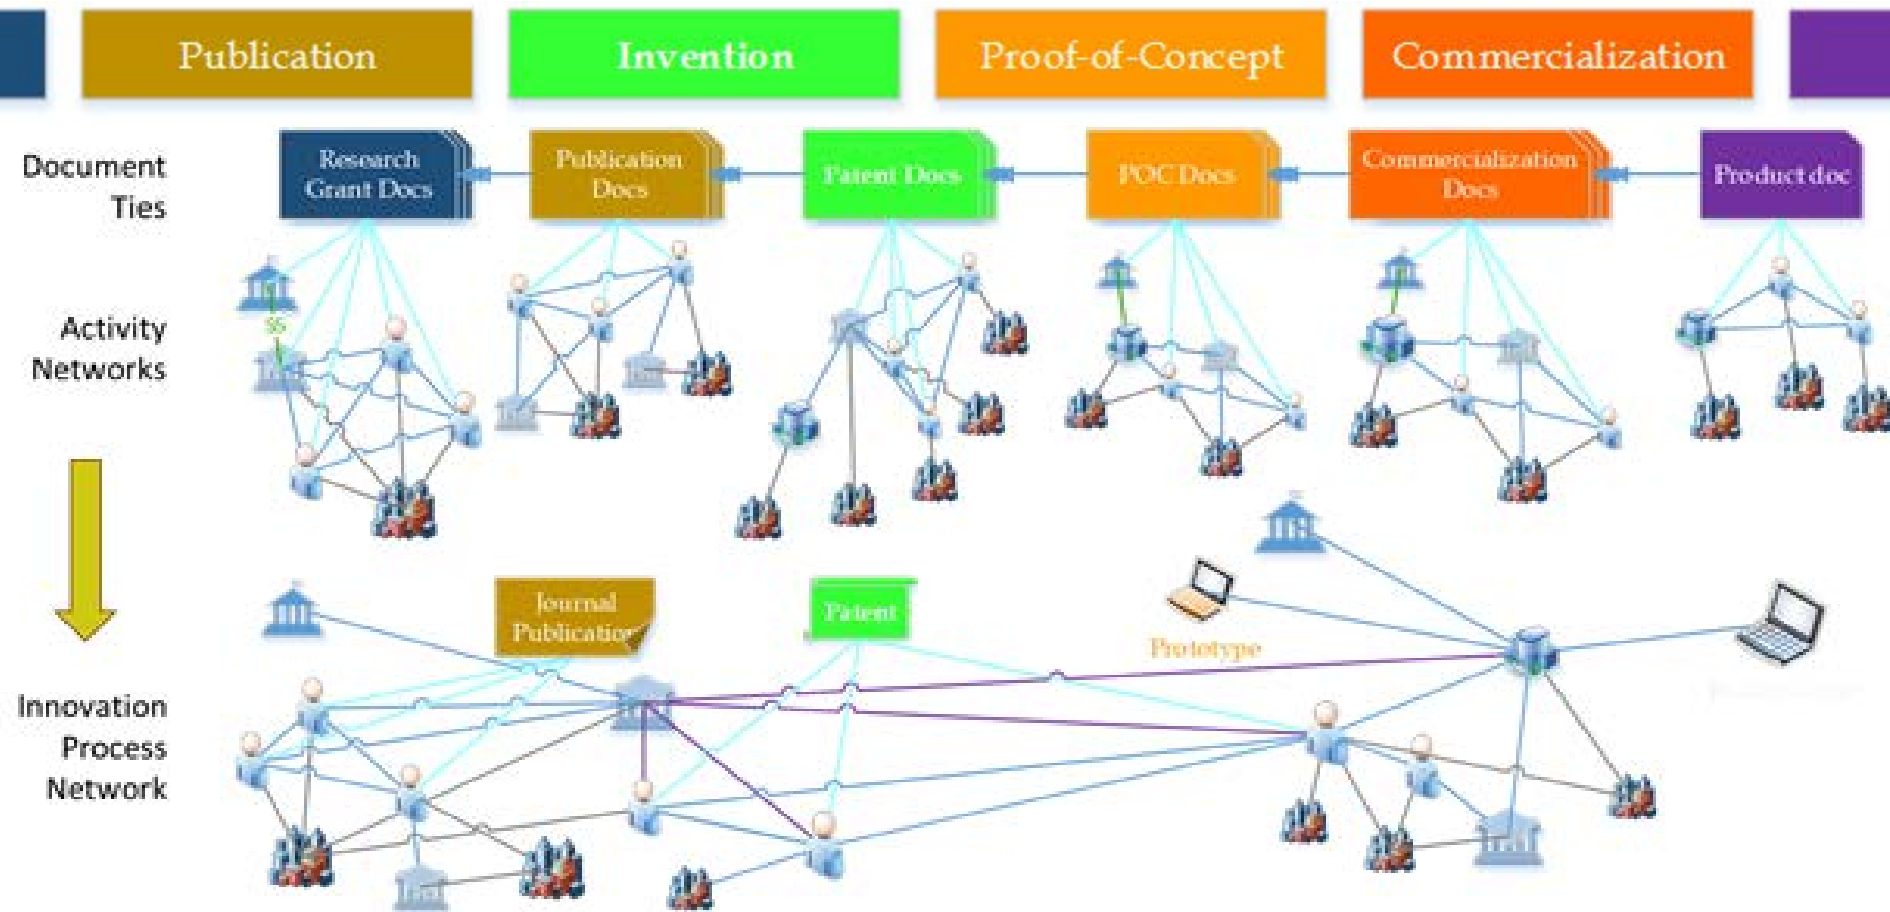 Publication
Invention
Proof-of-Concept
Commercialization
Document
Ties
Research
Grant Docs
Publication
Docs
Patent Docs
POC Docs
Commercialization
Docs
Product doc
Activity
Networks
$$
Journal
Publication
Patent
Prototype
Innovation
Process
Network